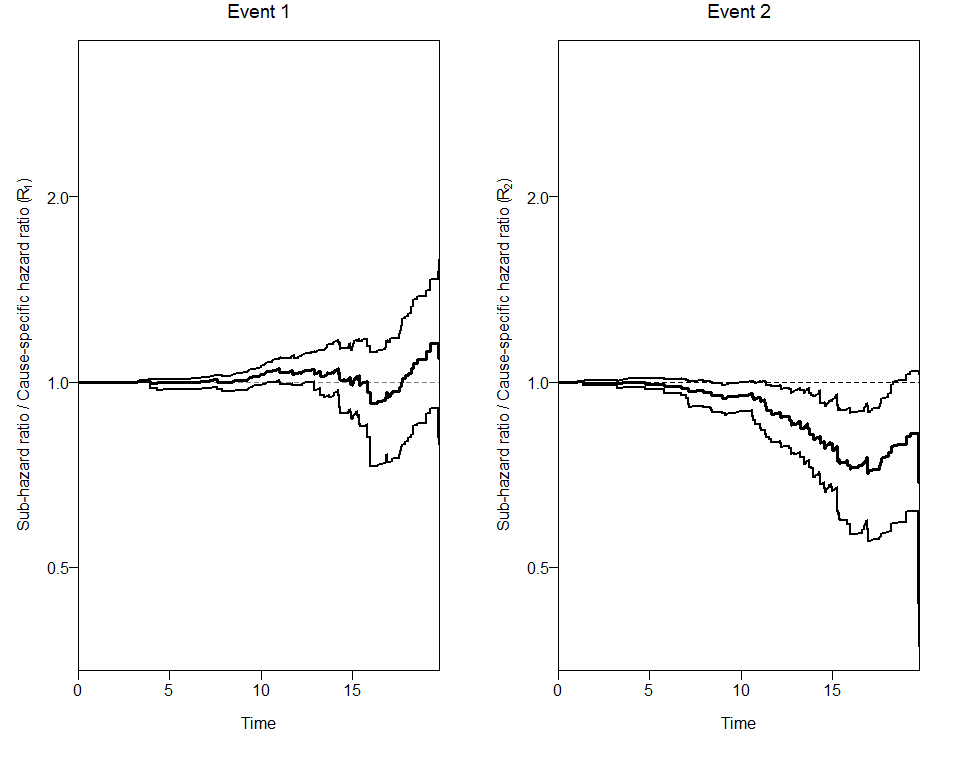 Event 1
Sub-hazard ratio / Cause-specific hazard ratio (R₁)
2.0
1.0
0.5
0 5 10 15
Time
Event 2
Sub-hazard ratio / Cause-specific hazard ratio (R₂)
2.0
1.0
0.5
0 5 10 15
Time